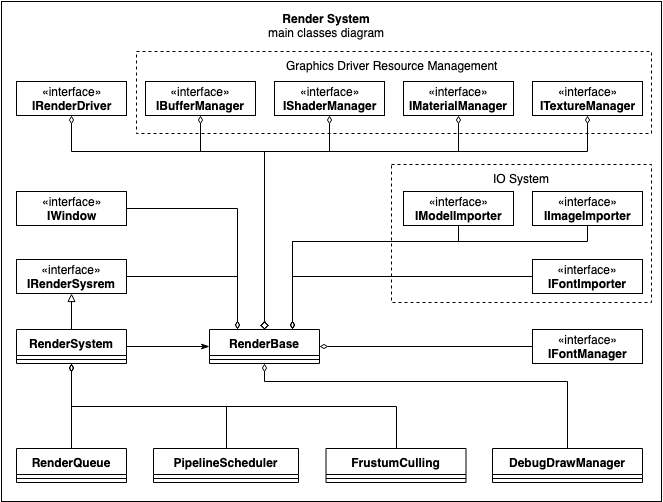 Render System
main classes diagram
Graphics Driver Resource Management
«interface»
IRenderDriver
«interface»
IBufferManager
«interface»
IShaderManager
«interface»
IMaterialManager
«interface»
ITextureManager
IO System
«interface»
IWindow
«interface»
IModelImporter
«interface»
IImageImporter
«interface»
IRenderSysrem
«interface»
IFontImporter
RenderSystem
RenderBase
«interface»
IFontManager
RenderQueue
PipelineScheduler
FrustumCulling
DebugDrawManager